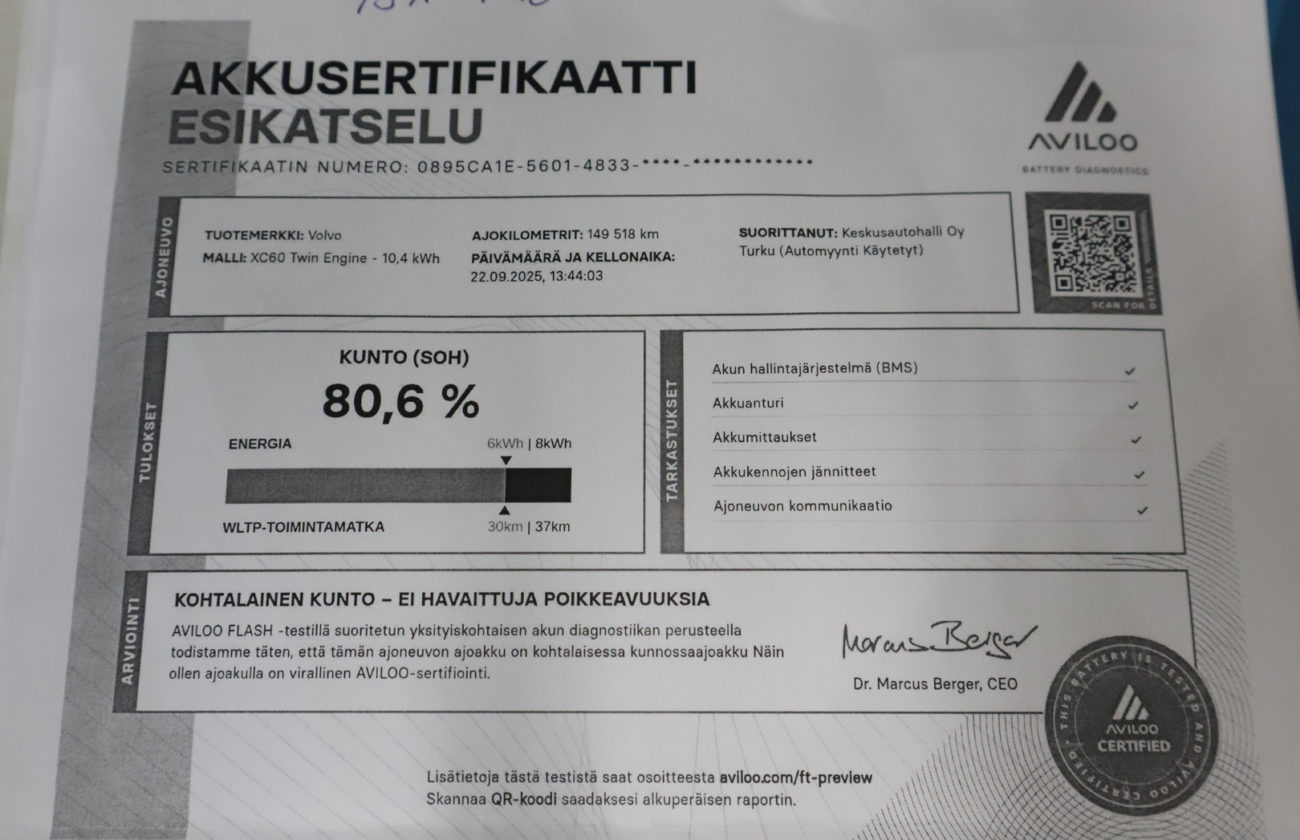 AKKUSERTIFIKAATTI
ESIKATSELU
SERTIFIKAATIN NUMERO: 0895CA1E-5601-4833-****-************
AVILOO
BATTERY DIAGNOSTICS
AJONEUVO
TUOTEMERKKI: Volvo
MALLI: XC60 Twin Engine - 10,4 kWh
AJOKILOMETRIT: 149 518 km
PÄIVÄMÄÄRÄ JA KELLONAIKA:
22.09.2025, 13:44:03
SUORITTANUT: Keskusautohalli Oy
Turku (Automyynti Käytetyt)
SCAN FOR DETAILS
TULOKSET
KUNTO (SOH)
80,6 %
ENERGIA 6kWh | 8kWh
WLTP-TOIMINTAMATKA 30km | 37km
TARKASTUKSET
Akun hallintajärjestelmä (BMS)
Akkuanturi
Akkumittaukset
Akkukennojen jännitteet
Ajoneuvon kommunikaatio
ARVIOINTI
KOHTALAINEN KUNTO – EI HAVAITTUJA POIKKEAVUUKSIA
AVILOO FLASH -testillä suoritetun yksityiskohtaisen akun diagnostiikan perusteella
todistamme täten, että tämän ajoneuvon ajoakku on kohtalaisessa kunnossaajoakku Näin
ollen ajoakulla on virallinen AVILOO-sertifiointi.
Marcus Berger
Dr. Marcus Berger, CEO
THIS BATTERY IS TESTED AND AVILOO CERTIFIED
AVILOO
CERTIFIED
Lisätietoja tästä testistä saat osoitteesta aviloo.com/ft-preview
Skannaa QR-koodi saadaksesi alkuperäisen raportin.